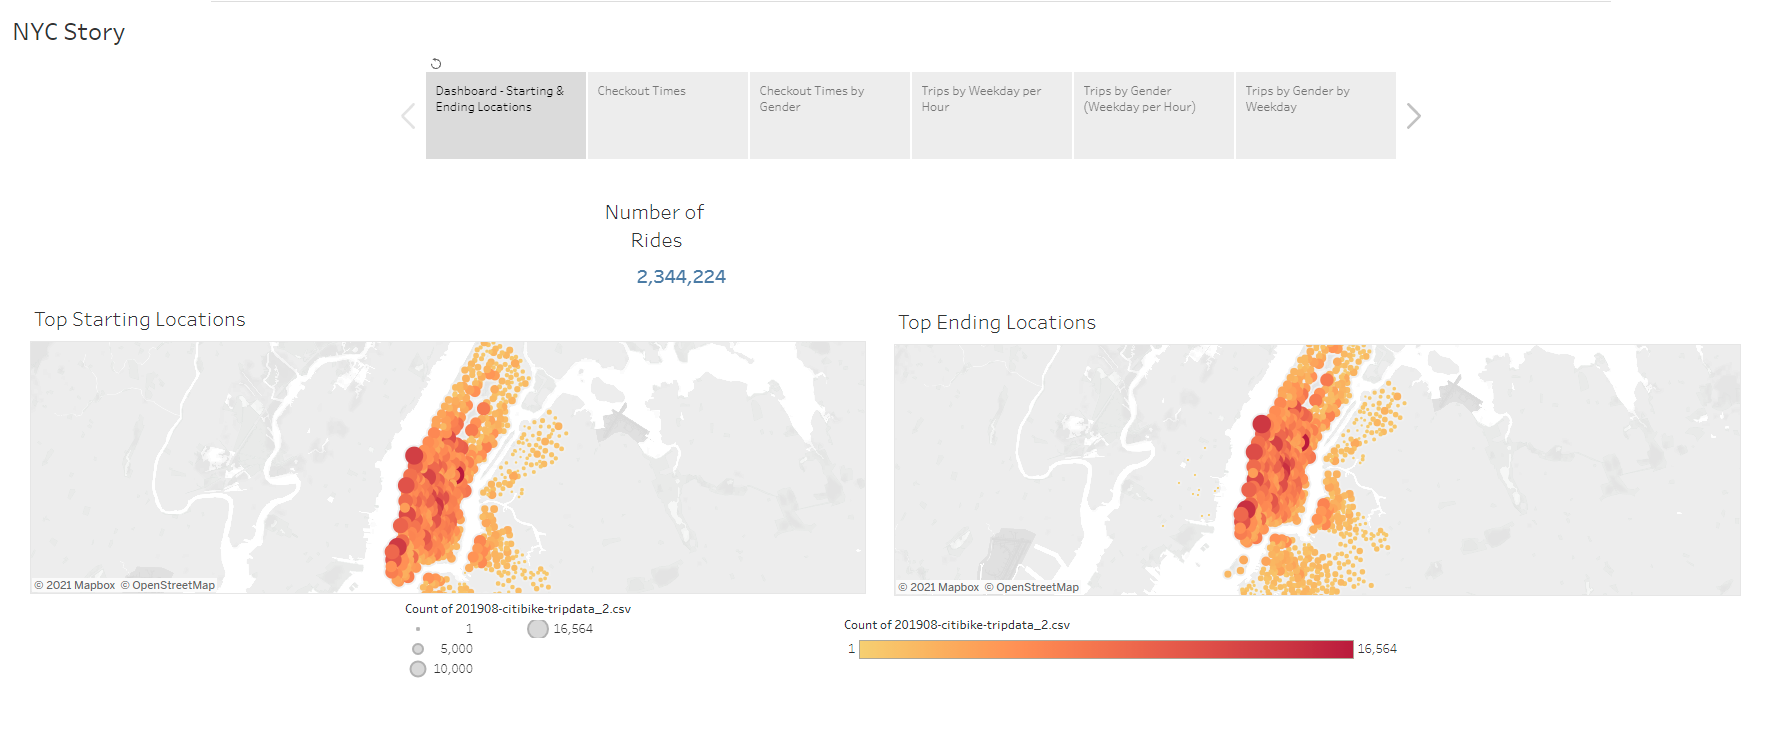 NYC Story
Dashboard - Starting &
Ending Locations
Checkout Times
Checkout Times by
Gender
Trips by Weekday per
Hour
Trips by Gender
(Weekday per Hour)
Trips by Gender by
Weekday
Number of
Rides
2,344,224
Top Starting Locations
© 2021 Mapbox © OpenStreetMap
Top Ending Locations
© 2021 Mapbox © OpenStreetMap
Count of 201908-citibike-tripdata_2.csv
1
5,000
10,000
16,564
Count of 201908-citibike-tripdata_2.csv
1
16,564